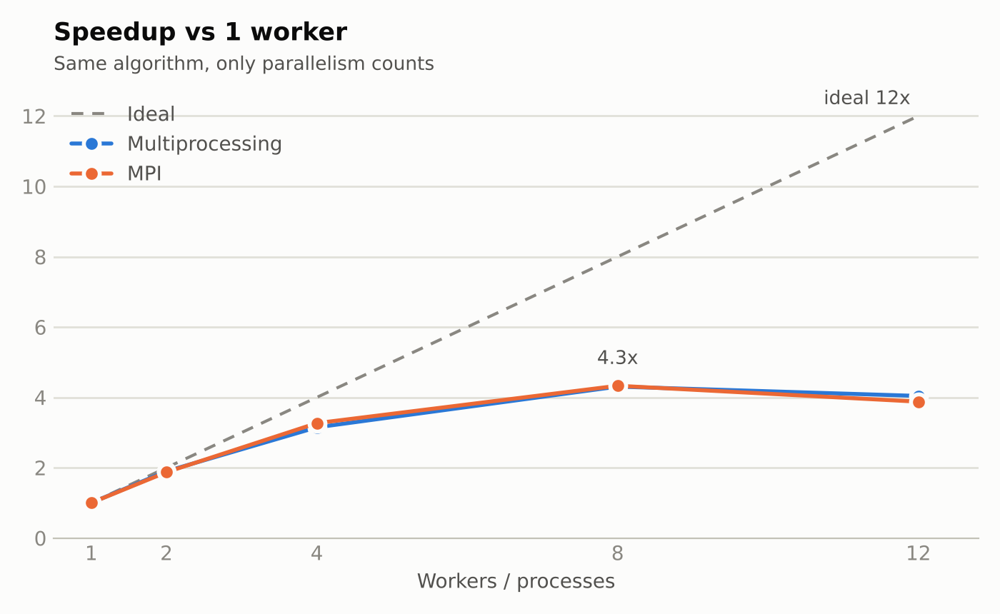 Speedup vs 1 worker
Same algorithm, only parallelism counts
ideal 12x
12
Ideal
Multiprocessing
MPI
10
8
6
4.3x
4
2
0
1 2 4 8 12
Workers / processes